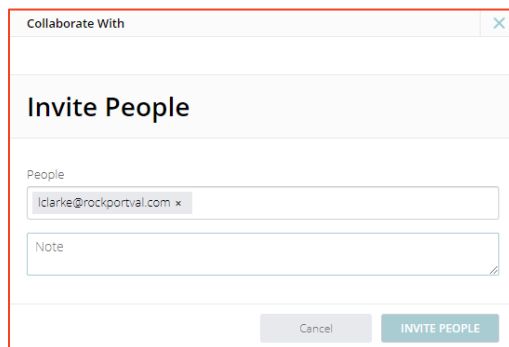 Collaborate With
Invite People
People
lclarke@rockportval.com ×
Note
Cancel INVITE PEOPLE